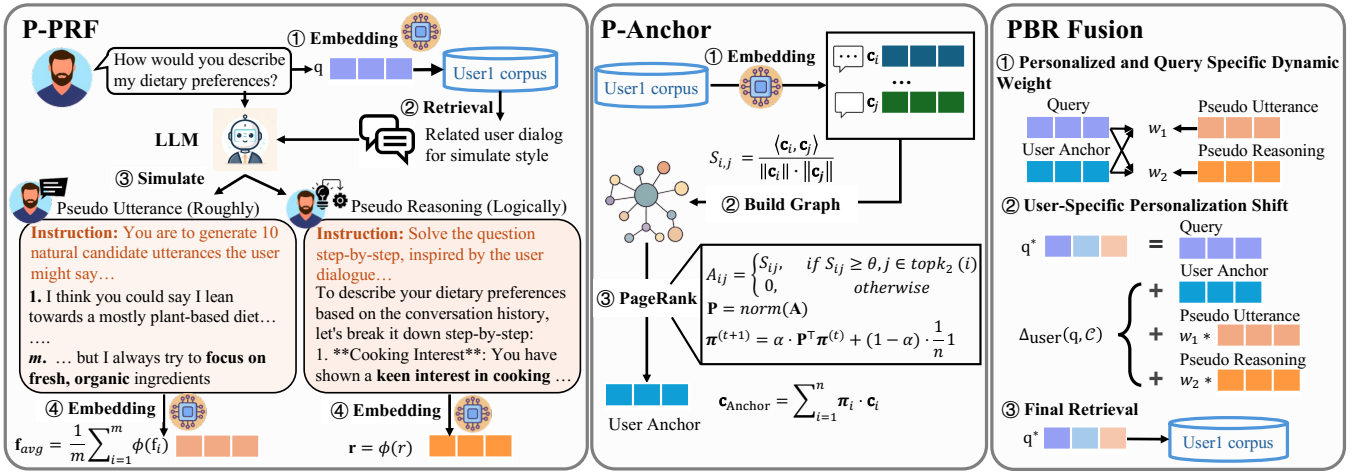 P-PRF
How would you describe
my dietary preferences?
① Embedding
q
User1 corpus
② Retrieval
Related user dialog
for simulate style
LLM
③ Simulate
Pseudo Utterance (Roughly)
Instruction: You are to generate 10
natural candidate utterances the user
might say…
1. I think you could say I lean
towards a mostly plant-based diet…
….
m. … but I always try to focus on
fresh, organic ingredients
④ Embedding
f_avg = 1/m ∑_{i=1}^{m} ϕ(f_i)
Pseudo Reasoning (Logically)
Instruction: Solve the question
step-by-step, inspired by the user
dialogue…
To describe your dietary preferences
based on the conversation history,
let's break it down step-by-step:
1. **Cooking Interest**: You have
shown a keen interest in cooking …
④ Embedding
r = ϕ(r)
P-Anchor
① Embedding
User1 corpus
... c_i
...
c_j
S_{i,j} = ⟨c_i, c_j⟩ / ‖c_i‖ · ‖c_j‖
② Build Graph
③ PageRank
A_{ij} = { S_{ij}, if S_{ij} ≥ θ, j ∈ topk_2 (i)
0, otherwise
P = norm(A)
π^{(t+1)} = α · P^⊤ π^{(t)} + (1 − α) · 1/n 1
User Anchor
c_Anchor = ∑_{i=1}^{n} π_i · c_i
PBR Fusion
① Personalized and Query Specific Dynamic
Weight
Query
Pseudo Utterance
w_1
User Anchor
Pseudo Reasoning
w_2
② User-Specific Personalization Shift
Query
q* =
User Anchor
+
Δ_user(q, 𝒞)
Pseudo Utterance
+ w_1 *
Pseudo Reasoning
+ w_2 *
③ Final Retrieval
q*
User1 corpus